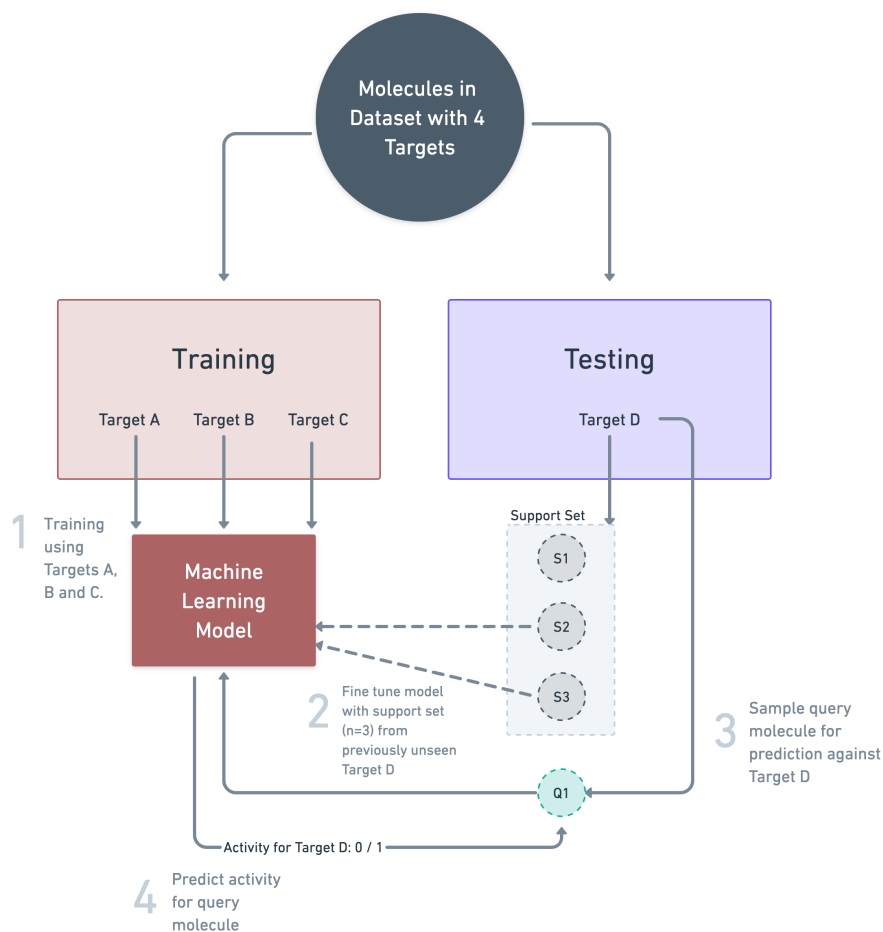 Molecules in
Dataset with 4
Targets
Training
Testing
Target A
Target B
Target C
Target D
1
Training
using
Targets A,
B and C.
Machine
Learning
Model
Support Set
S1
S2
S3
2
Fine tune model
with support set
(n=3) from
previously unseen
Target D
3
Sample query
molecule for
prediction against
Target D
Q1
Activity for Target D: 0 / 1
4
Predict activity
for query
molecule